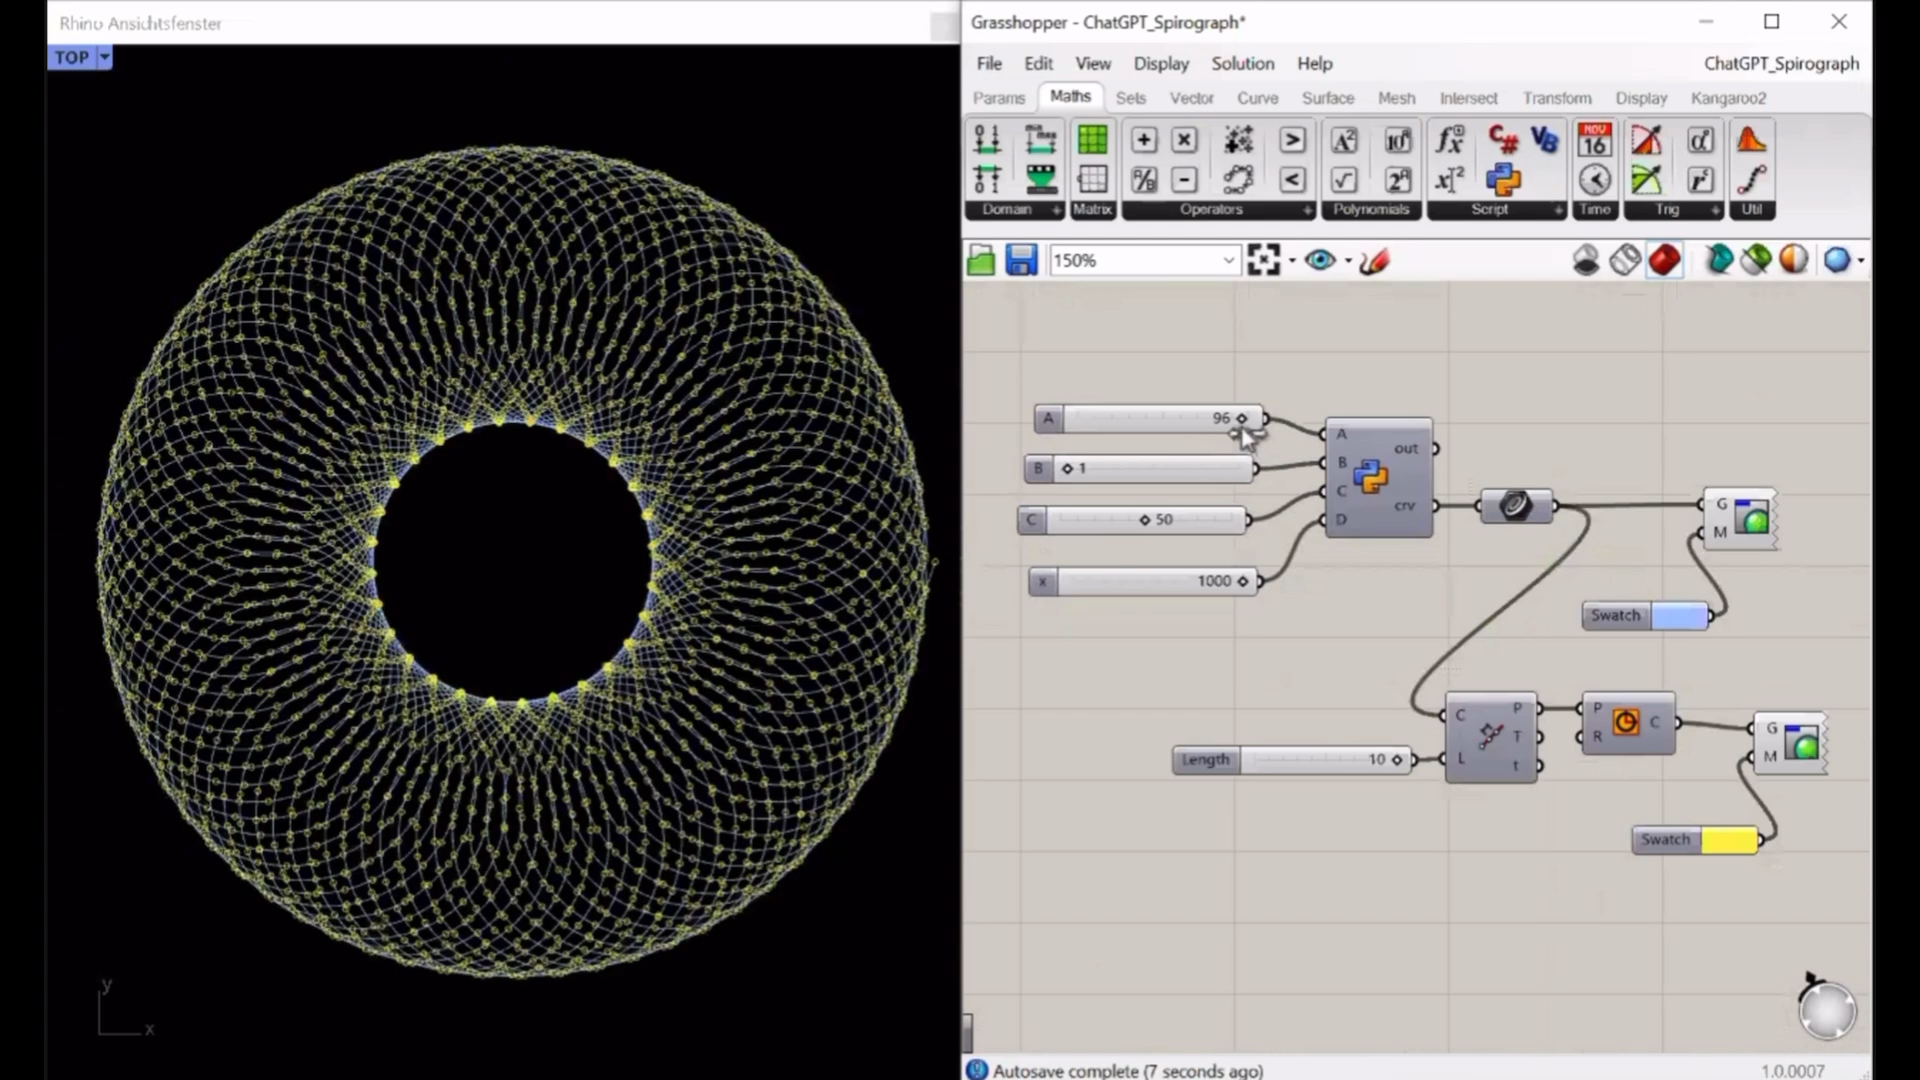 Rhino Ansichtsfenster
TOP
y
x
Grasshopper - ChatGPT_Spirograph*
File Edit View Display Solution Help ChatGPT_Spirograph
Params Maths Sets Vector Curve Surface Mesh Intersect Transform Display Kangaroo2
Domain Matrix Operators Polynomials Script Time Trig Util
150%
A 96
B 1
C 50
x 1000
A
B
C
D
out
crv
G
M
Swatch
Length 10
C
L
P
T
t
P
R
C
G
M
Swatch
Autosave complete (7 seconds ago) 1.0.0007